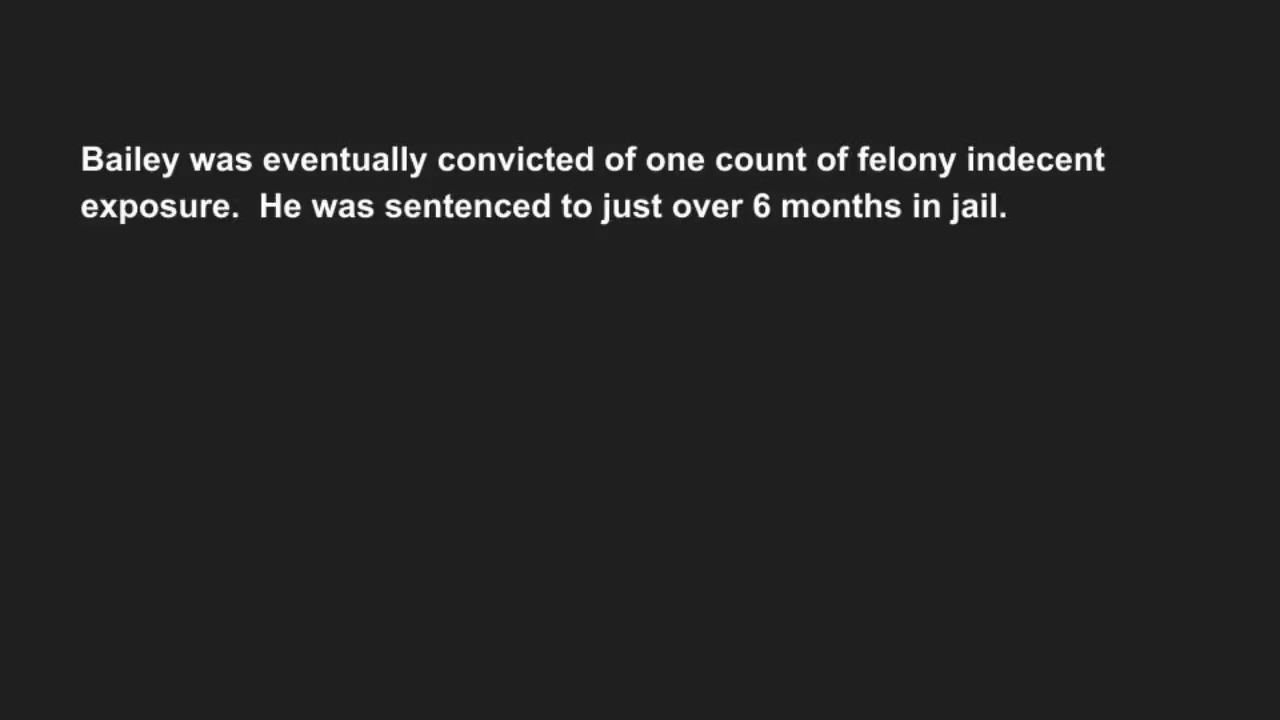 Bailey was eventually convicted of one count of felony indecent
exposure.  He was sentenced to just over 6 months in jail.